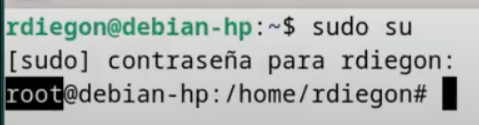 rdiegon@debian-hp:~$ sudo su
[sudo] contraseña para rdiegon:
root@debian-hp:/home/rdiegon#